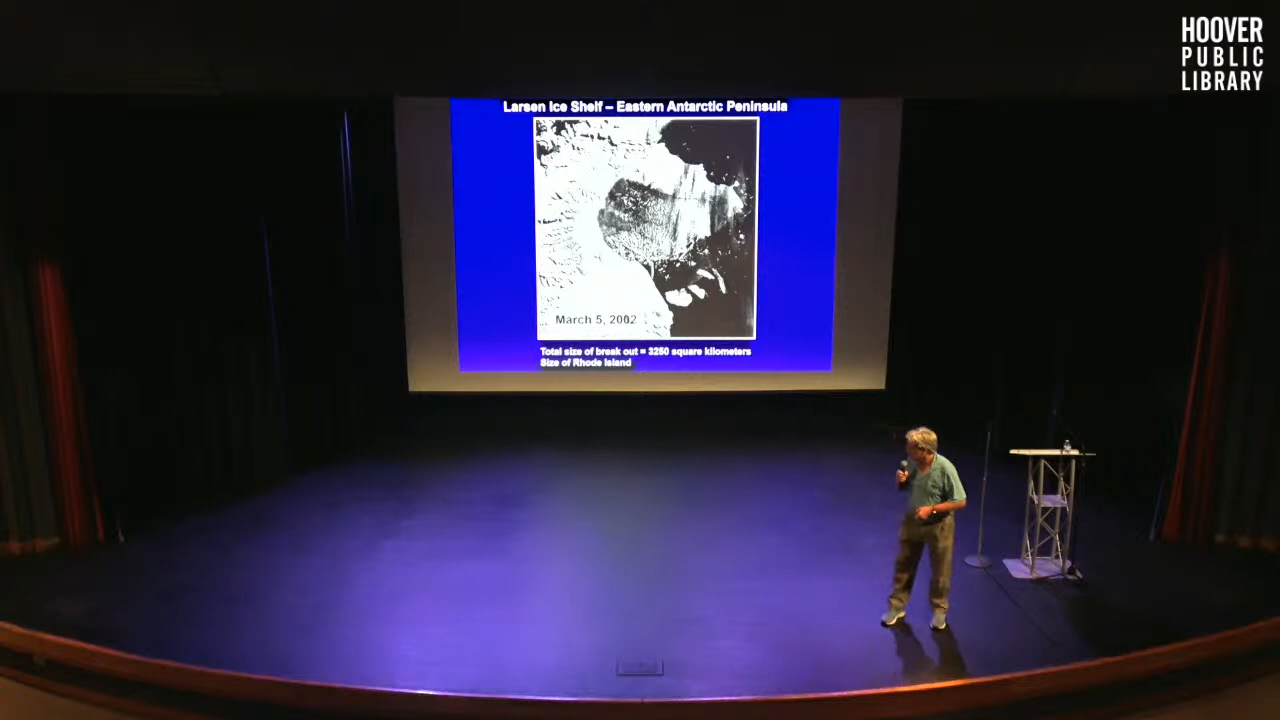 HOOVER
PUBLIC
LIBRARY
Larsen Ice Shelf – Eastern Antarctic Peninsula
March 5, 2002
Total size of break out = 3250 square kilometers
Size of Rhode Island